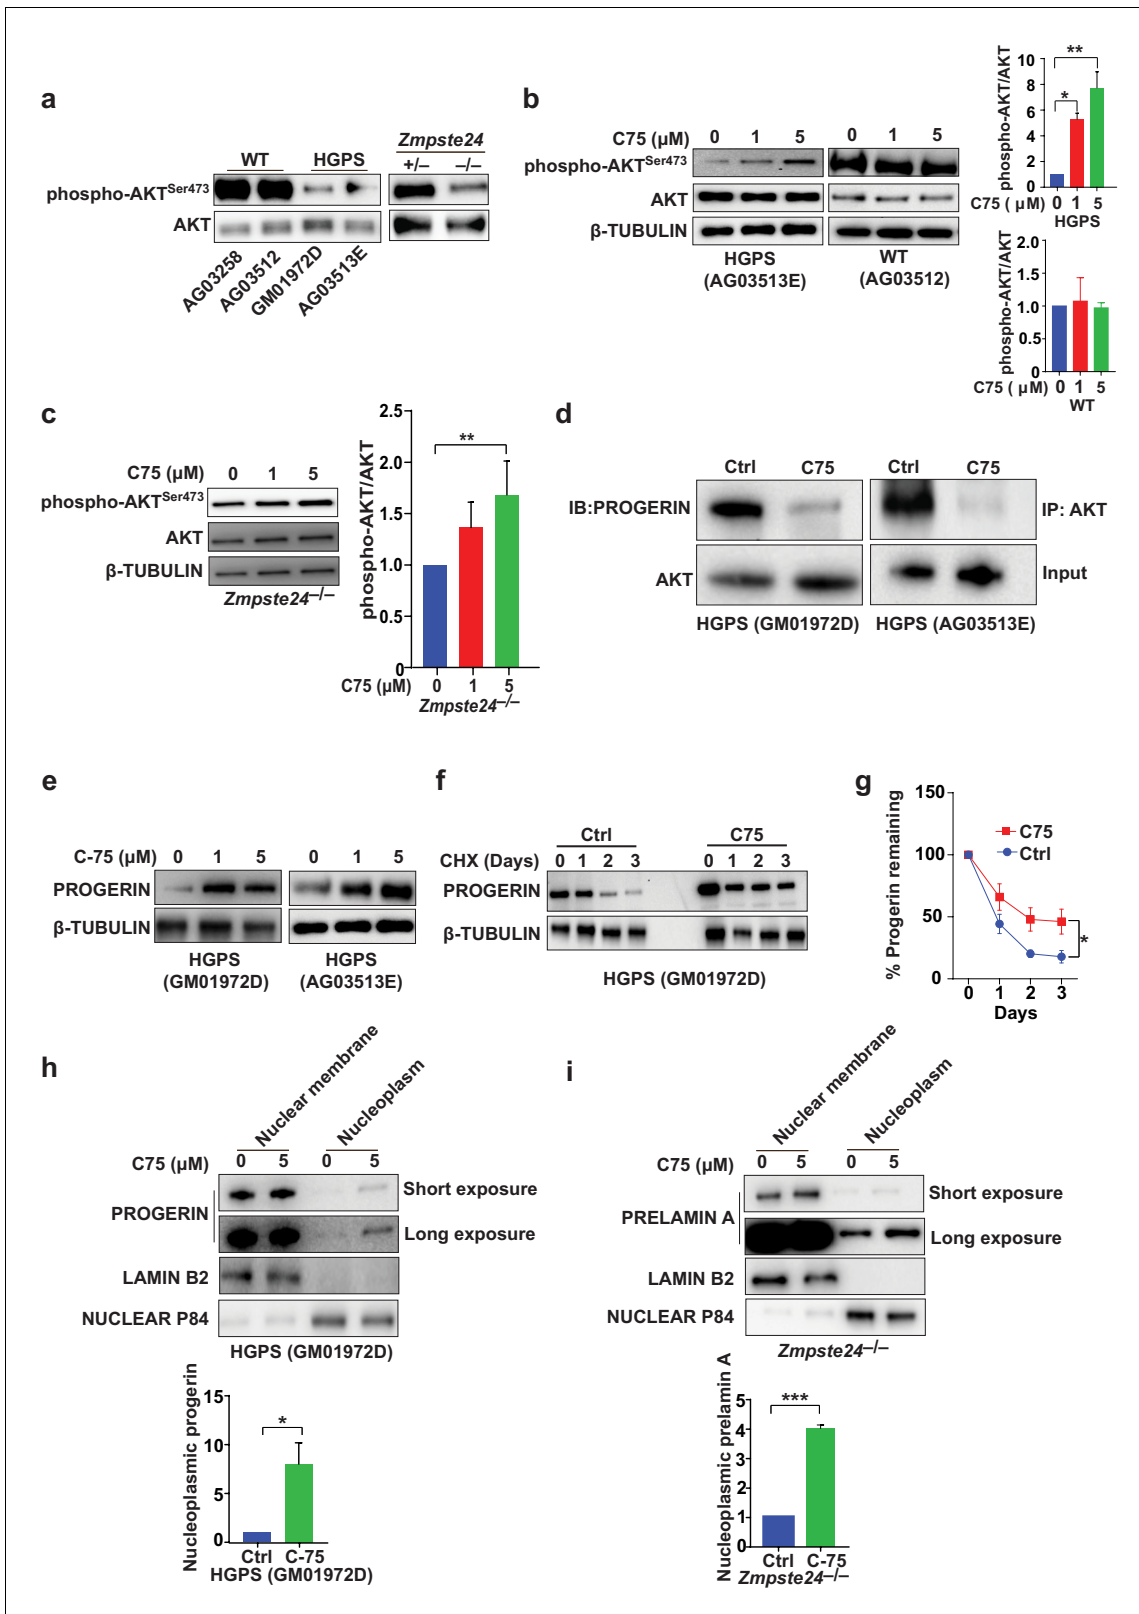 a
WT HGPS
Zmpste24
+/– –/–
phospho-AKTSer473
AKT
AG03258
AG03512
GM01972D
AG03513E
b
C75 (μM) 0 1 5 0 1 5
phospho-AKTSer473
AKT
β-TUBULIN
HGPS
(AG03513E)
WT
(AG03512)
phospho-AKT/AKT
10
8
6
4
2
0
*
**
0 1 5
C75 (μM)
HGPS
phospho-AKT/AKT
2.0
1.5
1.0
0.5
0
C75 ( μM) 0 1 5
WT
c
C75 (μM) 0 1 5
phospho-AKTSer473
AKT
β-TUBULIN
Zmpste24–/–
phospho-AKT/AKT
2.5
2.0
1.5
1.0
0.5
0
**
C75 (μM) 0 1 5
Zmpste24–/–
d
Ctrl C75 Ctrl C75
IB:PROGERIN
IP: AKT
AKT
Input
HGPS (GM01972D) HGPS (AG03513E)
e
C-75 (μM) 0 1 5 0 1 5
PROGERIN
β-TUBULIN
HGPS
(GM01972D)
HGPS
(AG03513E)
f
Ctrl C75
CHX (Days) 0 1 2 3 0 1 2 3
PROGERIN
β-TUBULIN
HGPS (GM01972D)
g
% Progerin remaining
150
100
50
0
C75
Ctrl
*
0 1 2 3
Days
h
Nuclear membrane
Nucleoplasm
C75 (μM) 0 5 0 5
PROGERIN
Short exposure
Long exposure
LAMIN B2
NUCLEAR P84
HGPS (GM01972D)
Nucleoplasmic progerin
15
10
5
0
*
Ctrl C-75
HGPS (GM01972D)
i
Nuclear membrane
Nucleoplasm
C75 (μM) 0 5 0 5
PRELAMIN A
Short exposure
Long exposure
LAMIN B2
NUCLEAR P84
Zmpste24–/–
Nucleoplasmic prelamin A
5
4
3
2
1
0
***
Ctrl C-75
Zmpste24–/–